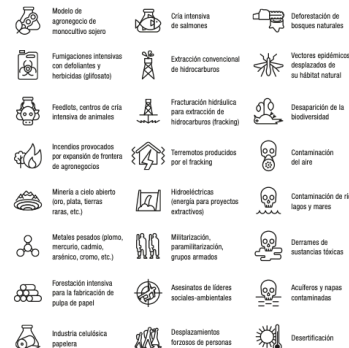 Modelo de
agronegocio de
monocultivo sojero
Cría intensiva
de salmones
Deforestación de
bosques naturales
Fumigaciones intensivas
con defoliantes y
herbicidas (glifosato)
Extracción convencional
de hidrocarburos
Vectores epidémicos
desplazados de
su hábitat natural
Feedlots, centros de cría
intensiva de animales
Fracturación hidráulica
para extracción de
hidrocarburos (fracking)
Desaparición de la
biodiversidad
Incendios provocados
por expansión de frontera
de agronegocios
Terremotos producidos
por el fracking
Contaminación
del aire
Minería a cielo abierto
(oro, plata, tierras
raras, etc.)
Hidroeléctricas
(energía para proyectos
extractivos)
Contaminación de
lagos y mares
Metales pesados (plomo,
mercurio, cadmio,
arsénico, cromo, etc.)
Militarización,
paramilitarización,
grupos armados
Derrames de
sustancias tóxicas
Forestación intensiva
para la fabricación de
pulpa de papel
Asesinatos de líderes
sociales-ambientales
Acuíferos y napas
contaminadas
Industria celulósica
papelera
Desplazamientos
forzosos de personas
Desertificación